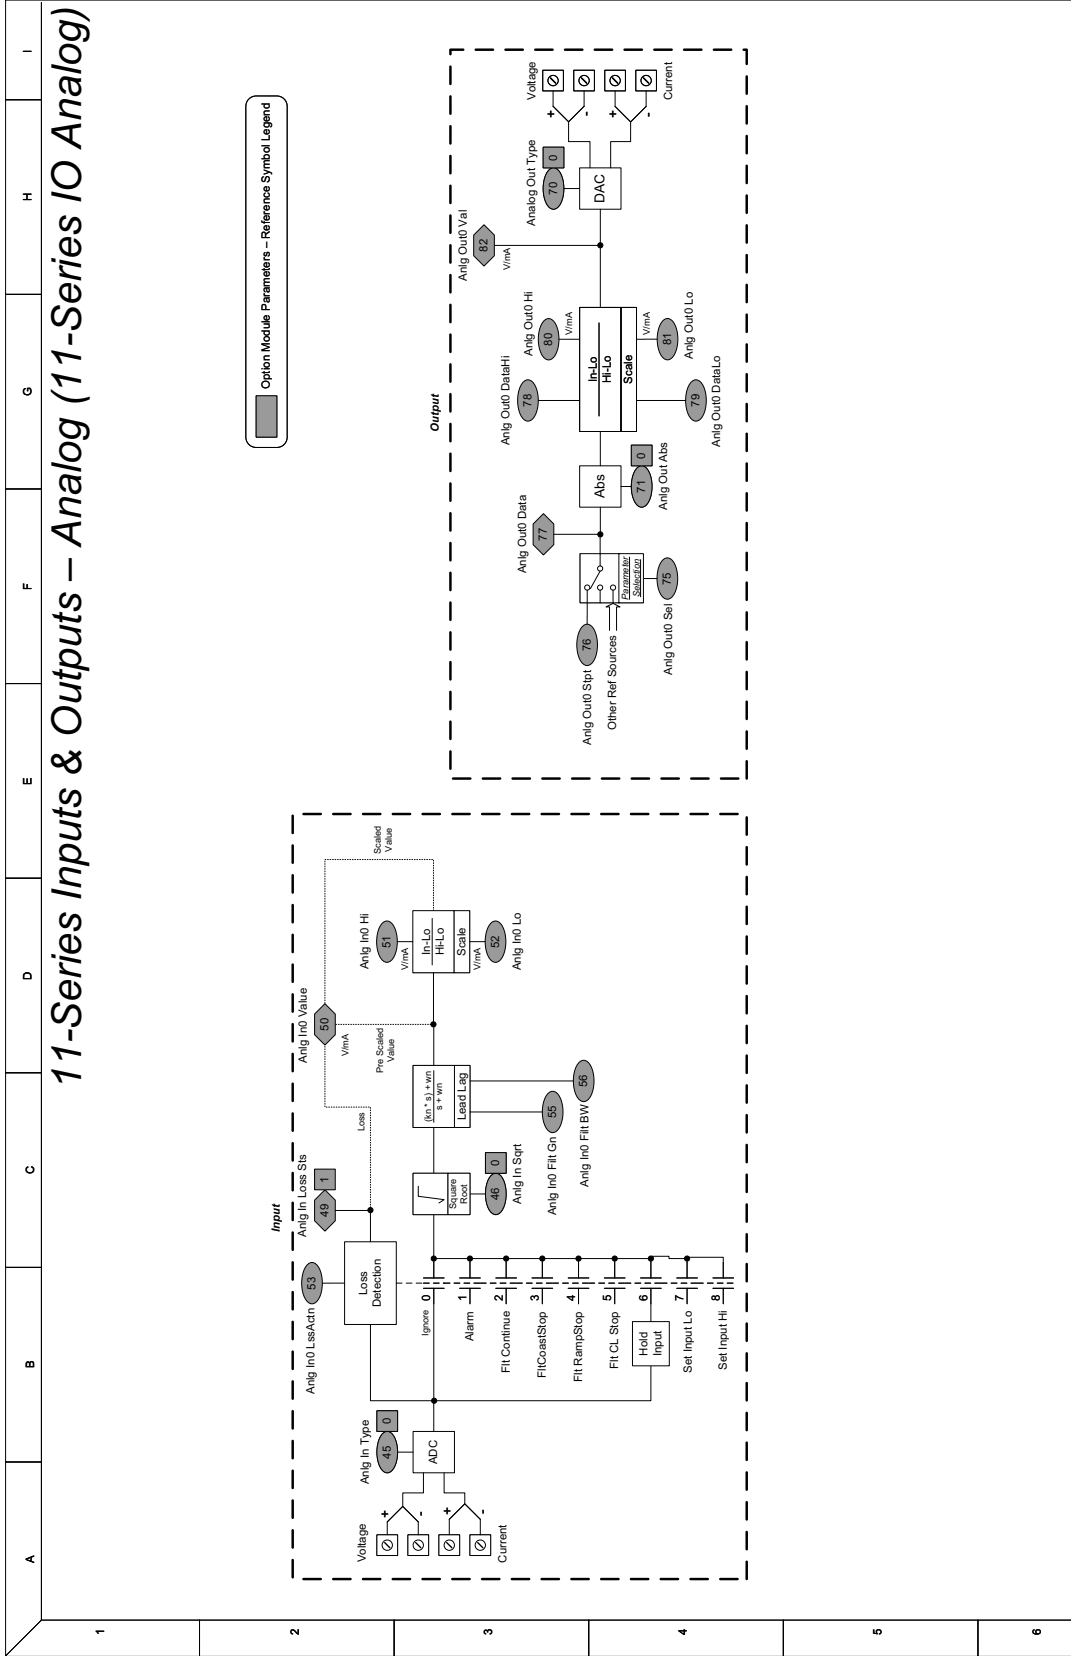 A
B
C
D
E
F
G
H
I
1
2
3
4
5
6
11-Series Inputs & Outputs – Analog (11-Series IO Analog)
Option Module Parameters – Reference Symbol Legend
Input
Voltage
+
-
+
-
Current
Anlg In Type
45
0
ADC
Anlg In0 LssActn
53
Loss
Detection
Anlg In Loss Sts
49
1
Loss
Ignore
0
Alarm
1
Flt Continue
2
FltCoastStop
3
Flt RampStop
4
Flt CL Stop
5
Hold
Input
6
Set Input Lo
7
Set Input Hi
8
Square
Root
46
0
Anlg In Sqrt
(kn * s) + wn
s + wn
Lead Lag
55
Anlg In0 Filt Gn
56
Anlg In0 Filt BW
Anlg In0 Value
50
V/mA
Pre Scaled
Value
Scaled
Value
Anlg In0 Hi
51
V/mA
In-Lo
Hi-Lo
Scale
V/mA
52
Anlg In0 Lo
Output
Anlg Out0 Stpt
76
Other Ref Sources
Parameter
Selection
75
Anlg Out0 Sel
Anlg Out0 Data
77
Abs
71
0
Anlg Out Abs
Anlg Out0 DataHi
78
Anlg Out0 Hi
80
V/mA
In-Lo
Hi-Lo
Scale
V/mA
79
Anlg Out0 DataLo
81
Anlg Out0 Lo
Anlg Out0 Val
82
V/mA
Analog Out Type
70
0
DAC
Voltage
+
-
+
-
Current